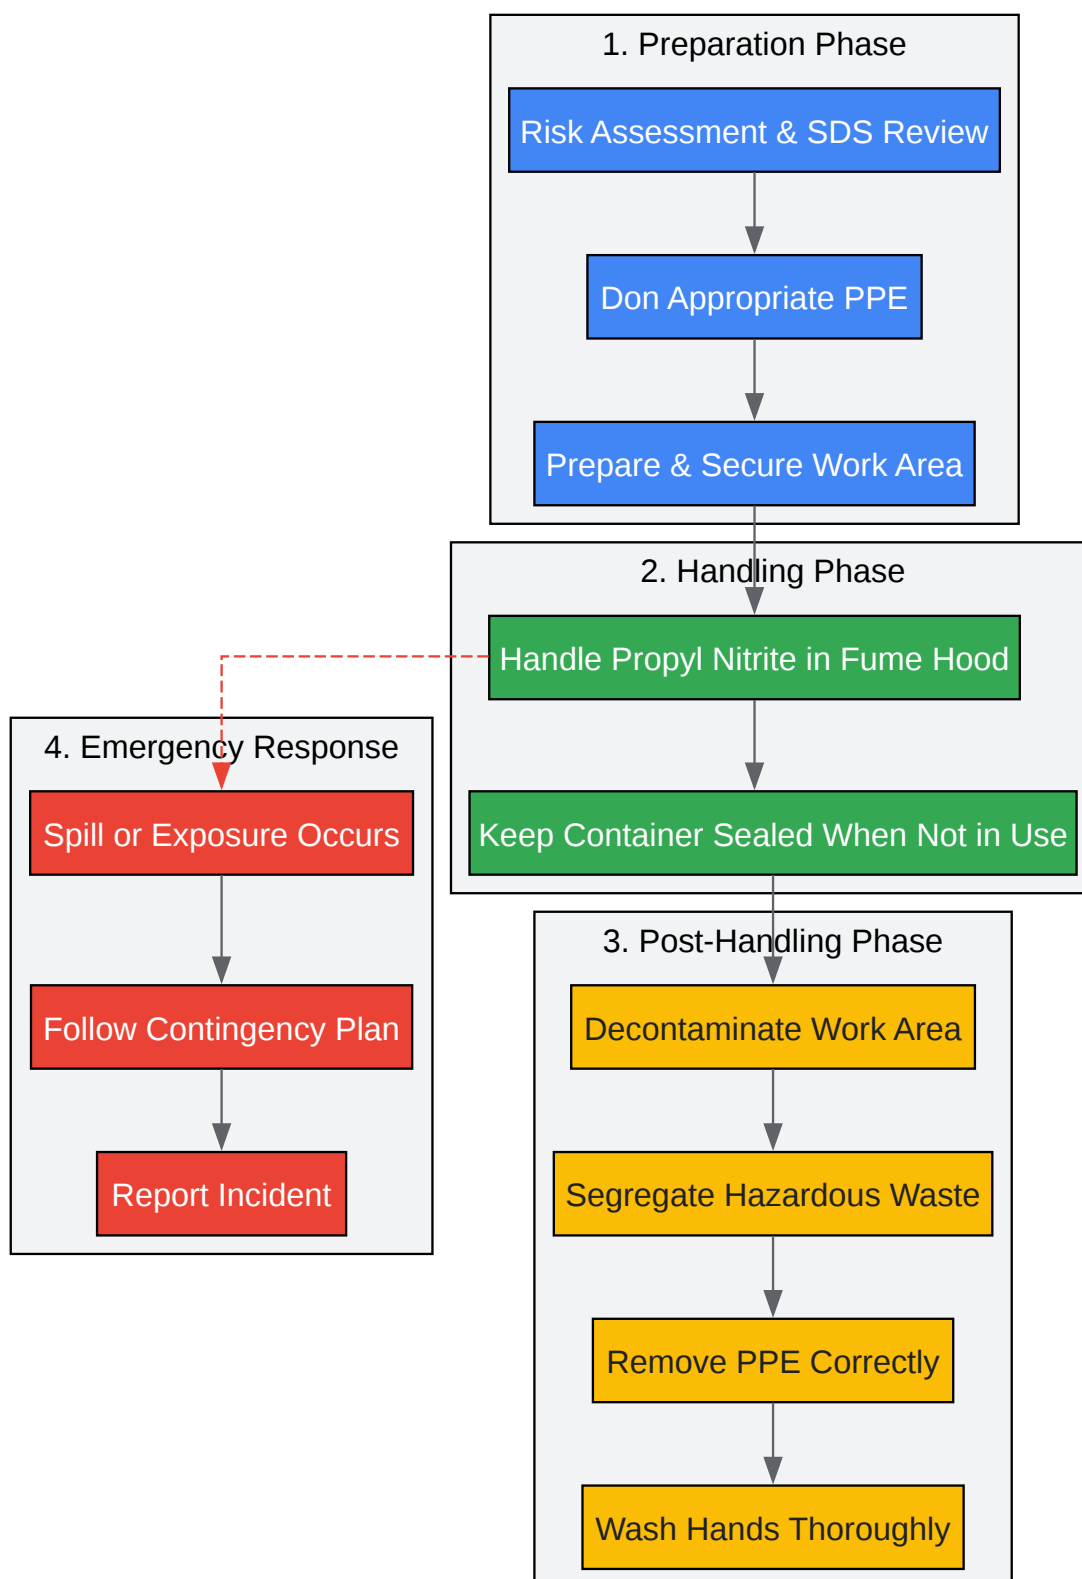 1. Preparation Phase
Risk Assessment & SDS Review
Don Appropriate PPE
Prepare & Secure Work Area
2. Handling Phase
Handle Propyl Nitrite in Fume Hood
Keep Container Sealed When Not in Use
3. Post-Handling Phase
Decontaminate Work Area
Segregate Hazardous Waste
Remove PPE Correctly
Wash Hands Thoroughly
4. Emergency Response
Spill or Exposure Occurs
Follow Contingency Plan
Report Incident